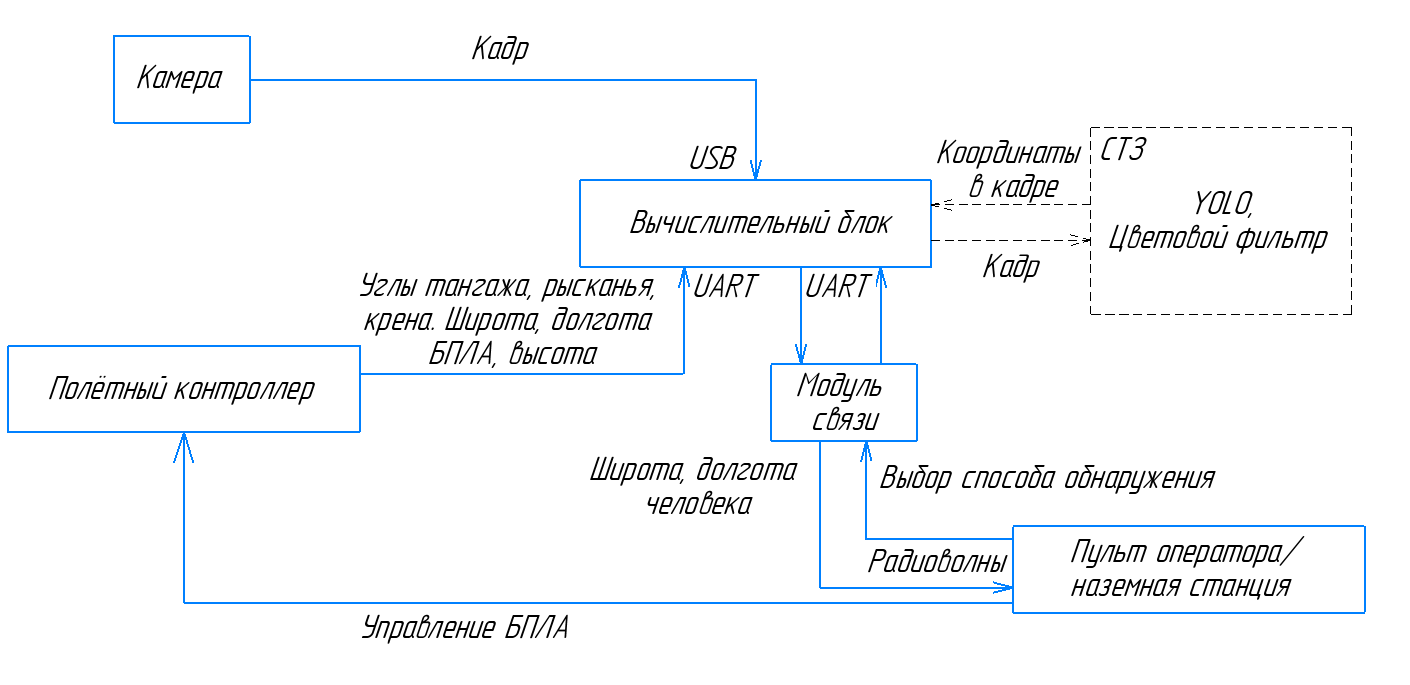 Кадр
Камера
USB
Координаты
в кадре
СТЗ
YOLO,
Цветовой фильтр
Вычислительный блок
Кадр
Углы тангажа, рысканья,
крена. Широта, долгота
БПЛА, высота
UART
UART
Полётный контроллер
Модуль
связи
Широта, долгота
человека
Выбор способа обнаружения
Радиоволны
Пульт оператора/
наземная станция
Управление БПЛА